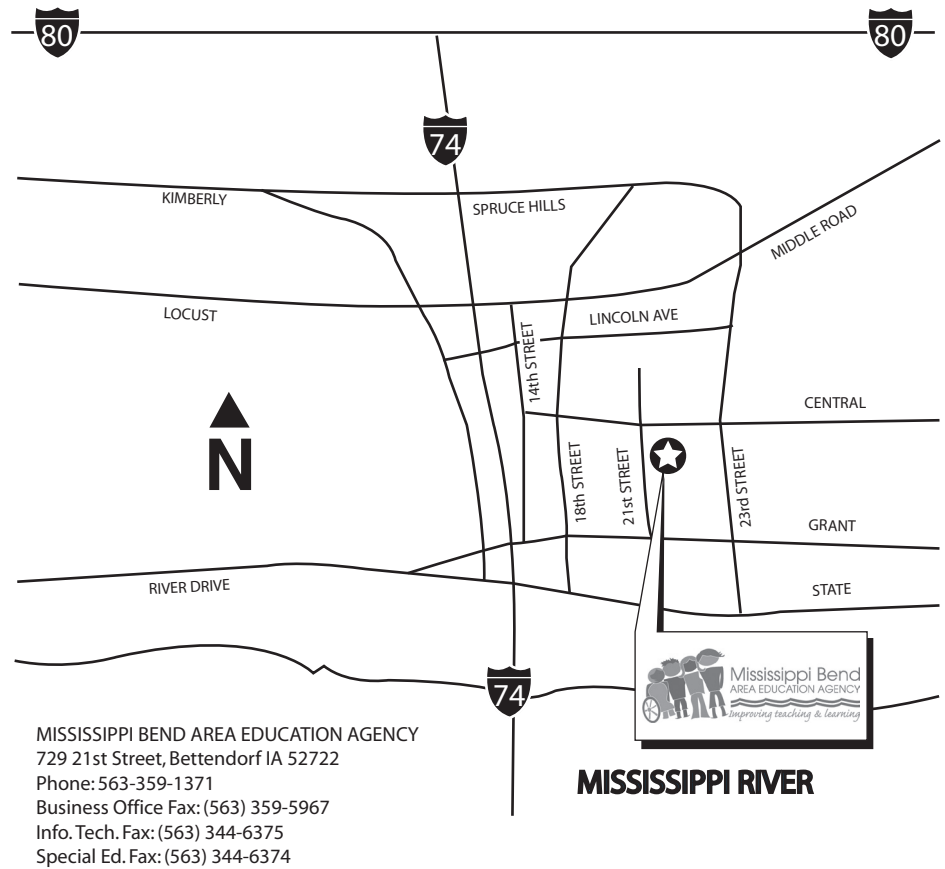 80
80
74
KIMBERLY
SPRUCE HILLS
MIDDLE ROAD
LOCUST
LINCOLN AVE
14th STREET
CENTRAL
N
18th STREET
21st STREET
23rd STREET
GRANT
RIVER DRIVE
STATE
74
Mississippi Bend
AREA EDUCATION AGENCY
Improving teaching & learning
MISSISSIPPI RIVER
MISSISSIPPI BEND AREA EDUCATION AGENCY
729 21st Street, Bettendorf IA 52722
Phone: 563-359-1371
Business Office Fax: (563) 359-5967
Info. Tech. Fax: (563) 344-6375
Special Ed. Fax: (563) 344-6374